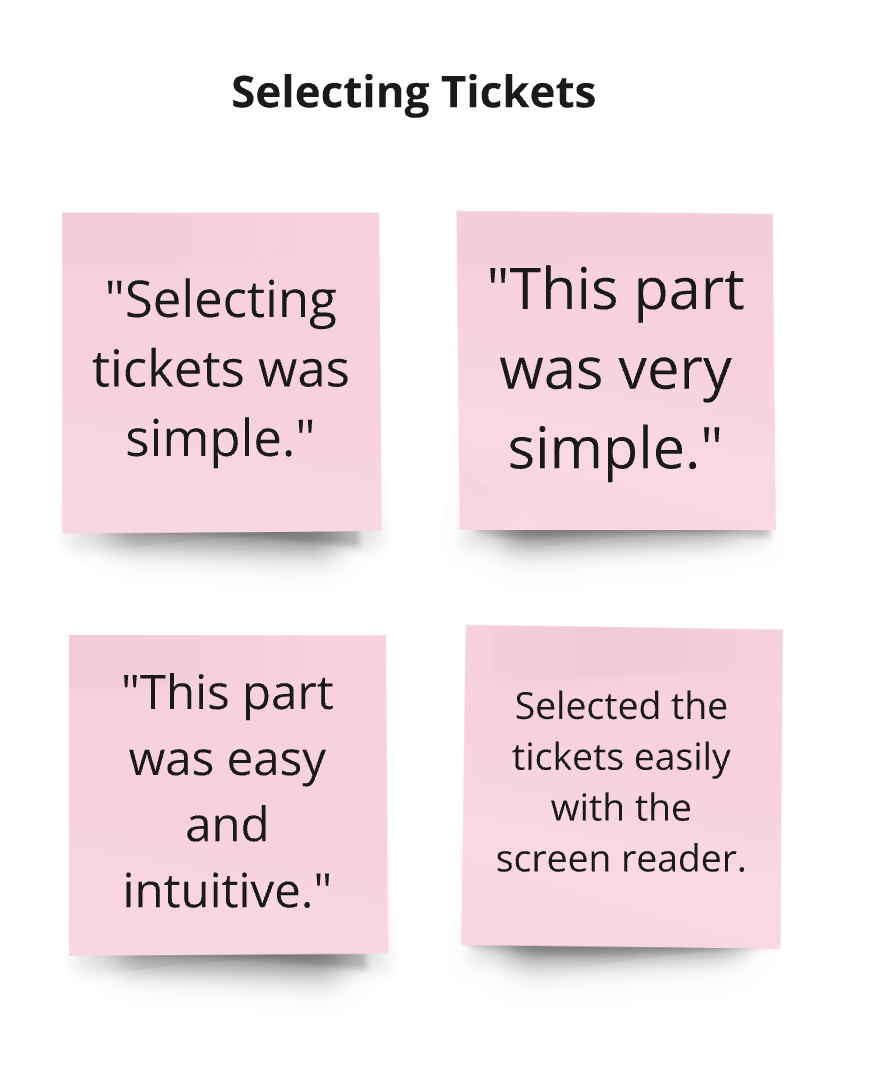 Selecting Tickets
"Selecting
tickets was
simple."
"This part
was very
simple."
"This part
was easy
and
intuitive."
Selected the
tickets easily
with the
screen reader.